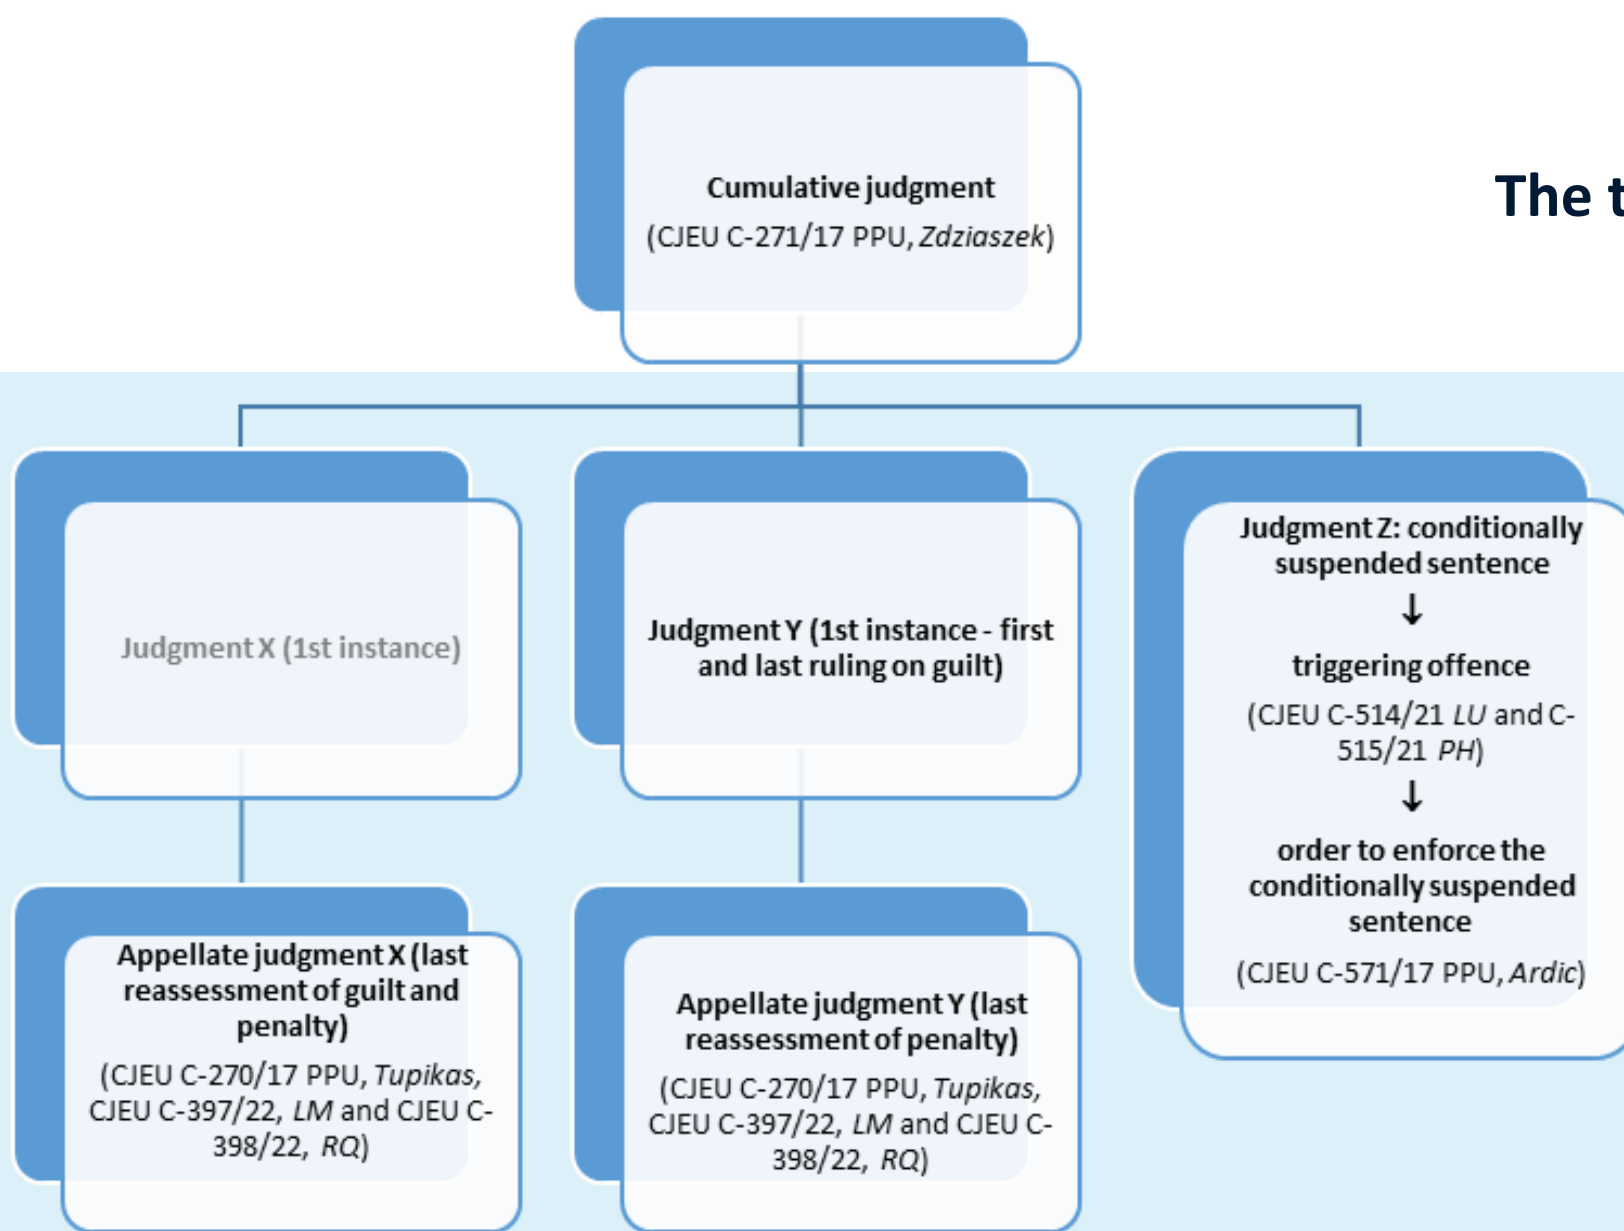 Cumulative judgment
(CJEU C-271/17 PPU, Zdziaszek)
The t
Judgment X (1st instance)
Judgment Y (1st instance - first
and last ruling on guilt)
Judgment Z: conditionally
suspended sentence
↓
triggering offence
(CJEU C-514/21 LU and C-
515/21 PH)
↓
order to enforce the
conditionally suspended
sentence
(CJEU C-571/17 PPU, Ardic)
Appellate judgment X (last
reassessment of guilt and
penalty)
(CJEU C-270/17 PPU, Tupikas,
CJEU C-397/22, LM and CJEU C-
398/22, RQ)
Appellate judgment Y (last
reassessment of penalty)
(CJEU C-270/17 PPU, Tupikas,
CJEU C-397/22, LM and CJEU C-
398/22, RQ)